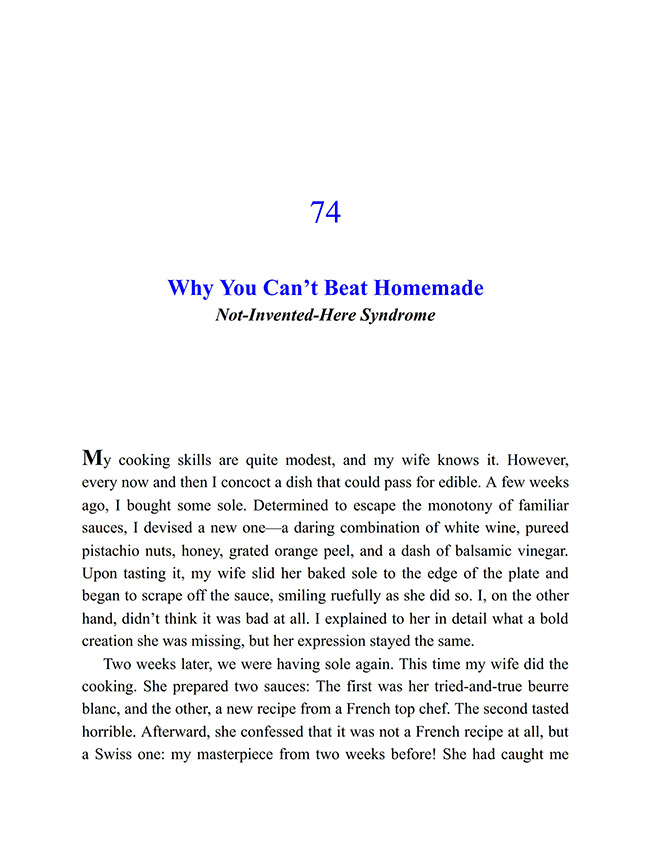 74
Why You Can’t Beat Homemade
Not-Invented-Here Syndrome
My cooking skills are quite modest, and my wife knows it. However,
every now and then I concoct a dish that could pass for edible. A few weeks
ago, I bought some sole. Determined to escape the monotony of familiar
sauces, I devised a new one—a daring combination of white wine, pureed
pistachio nuts, honey, grated orange peel, and a dash of balsamic vinegar.
Upon tasting it, my wife slid her baked sole to the edge of the plate and
began to scrape off the sauce, smiling ruefully as she did so. I, on the other
hand, didn’t think it was bad at all. I explained to her in detail what a bold
creation she was missing, but her expression stayed the same.
Two weeks later, we were having sole again. This time my wife did the
cooking. She prepared two sauces: The first was her tried-and-true beurre
blanc, and the other, a new recipe from a French top chef. The second tasted
horrible. Afterward, she confessed that it was not a French recipe at all, but
a Swiss one: my masterpiece from two weeks before! She had caught me